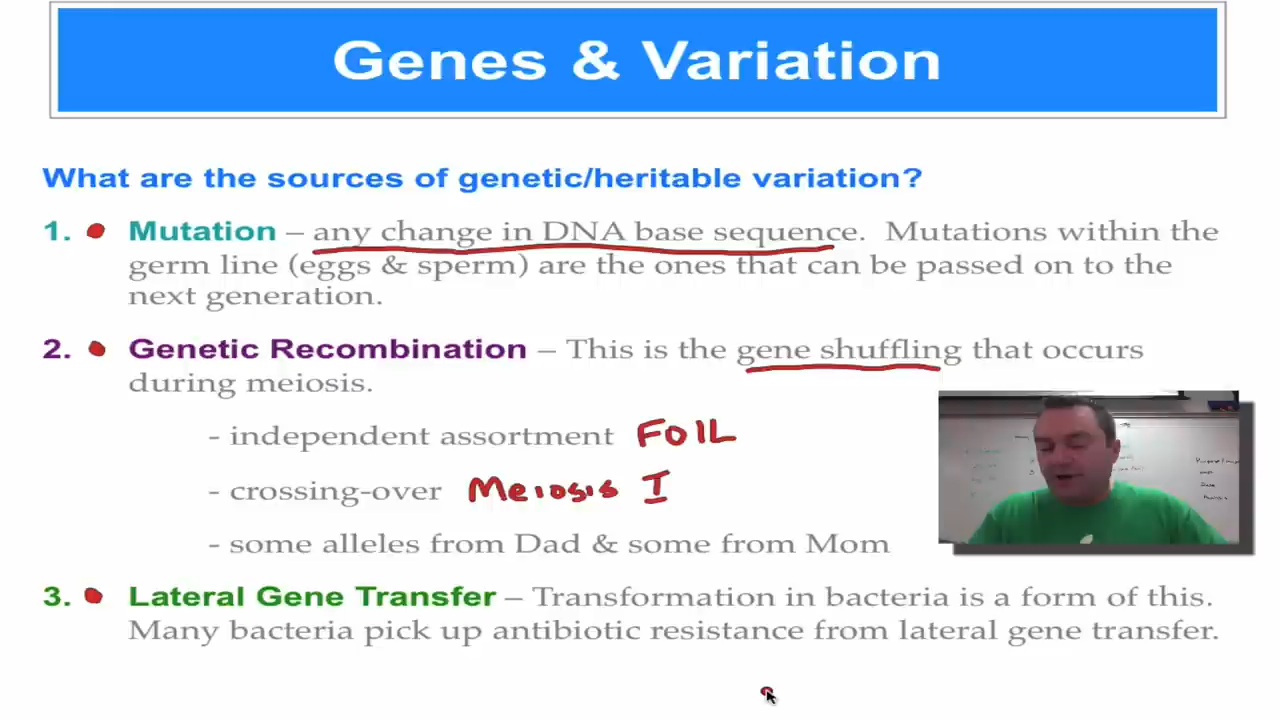 Genes & Variation
What are the sources of genetic/heritable variation?
1. Mutation – any change in DNA base sequence. Mutations within the
germ line (eggs & sperm) are the ones that can be passed on to the
next generation.
2. Genetic Recombination – This is the gene shuffling that occurs
during meiosis.
- independent assortment FOIL
- crossing-over Meiosis I
- some alleles from Dad & some from Mom
3. Lateral Gene Transfer – Transformation in bacteria is a form of this.
Many bacteria pick up antibiotic resistance from lateral gene transfer.